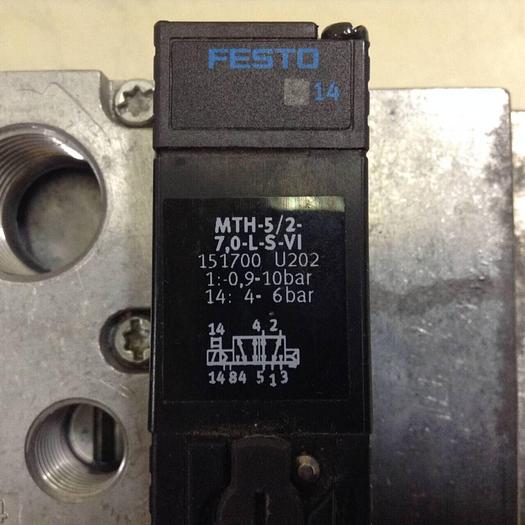 FESTO
14
MTH-5/2-
7,0-L-S-VI
151700 U202
1:-0,9-10bar
14: 4- 6bar
14 4 2
14 84 5 1 3